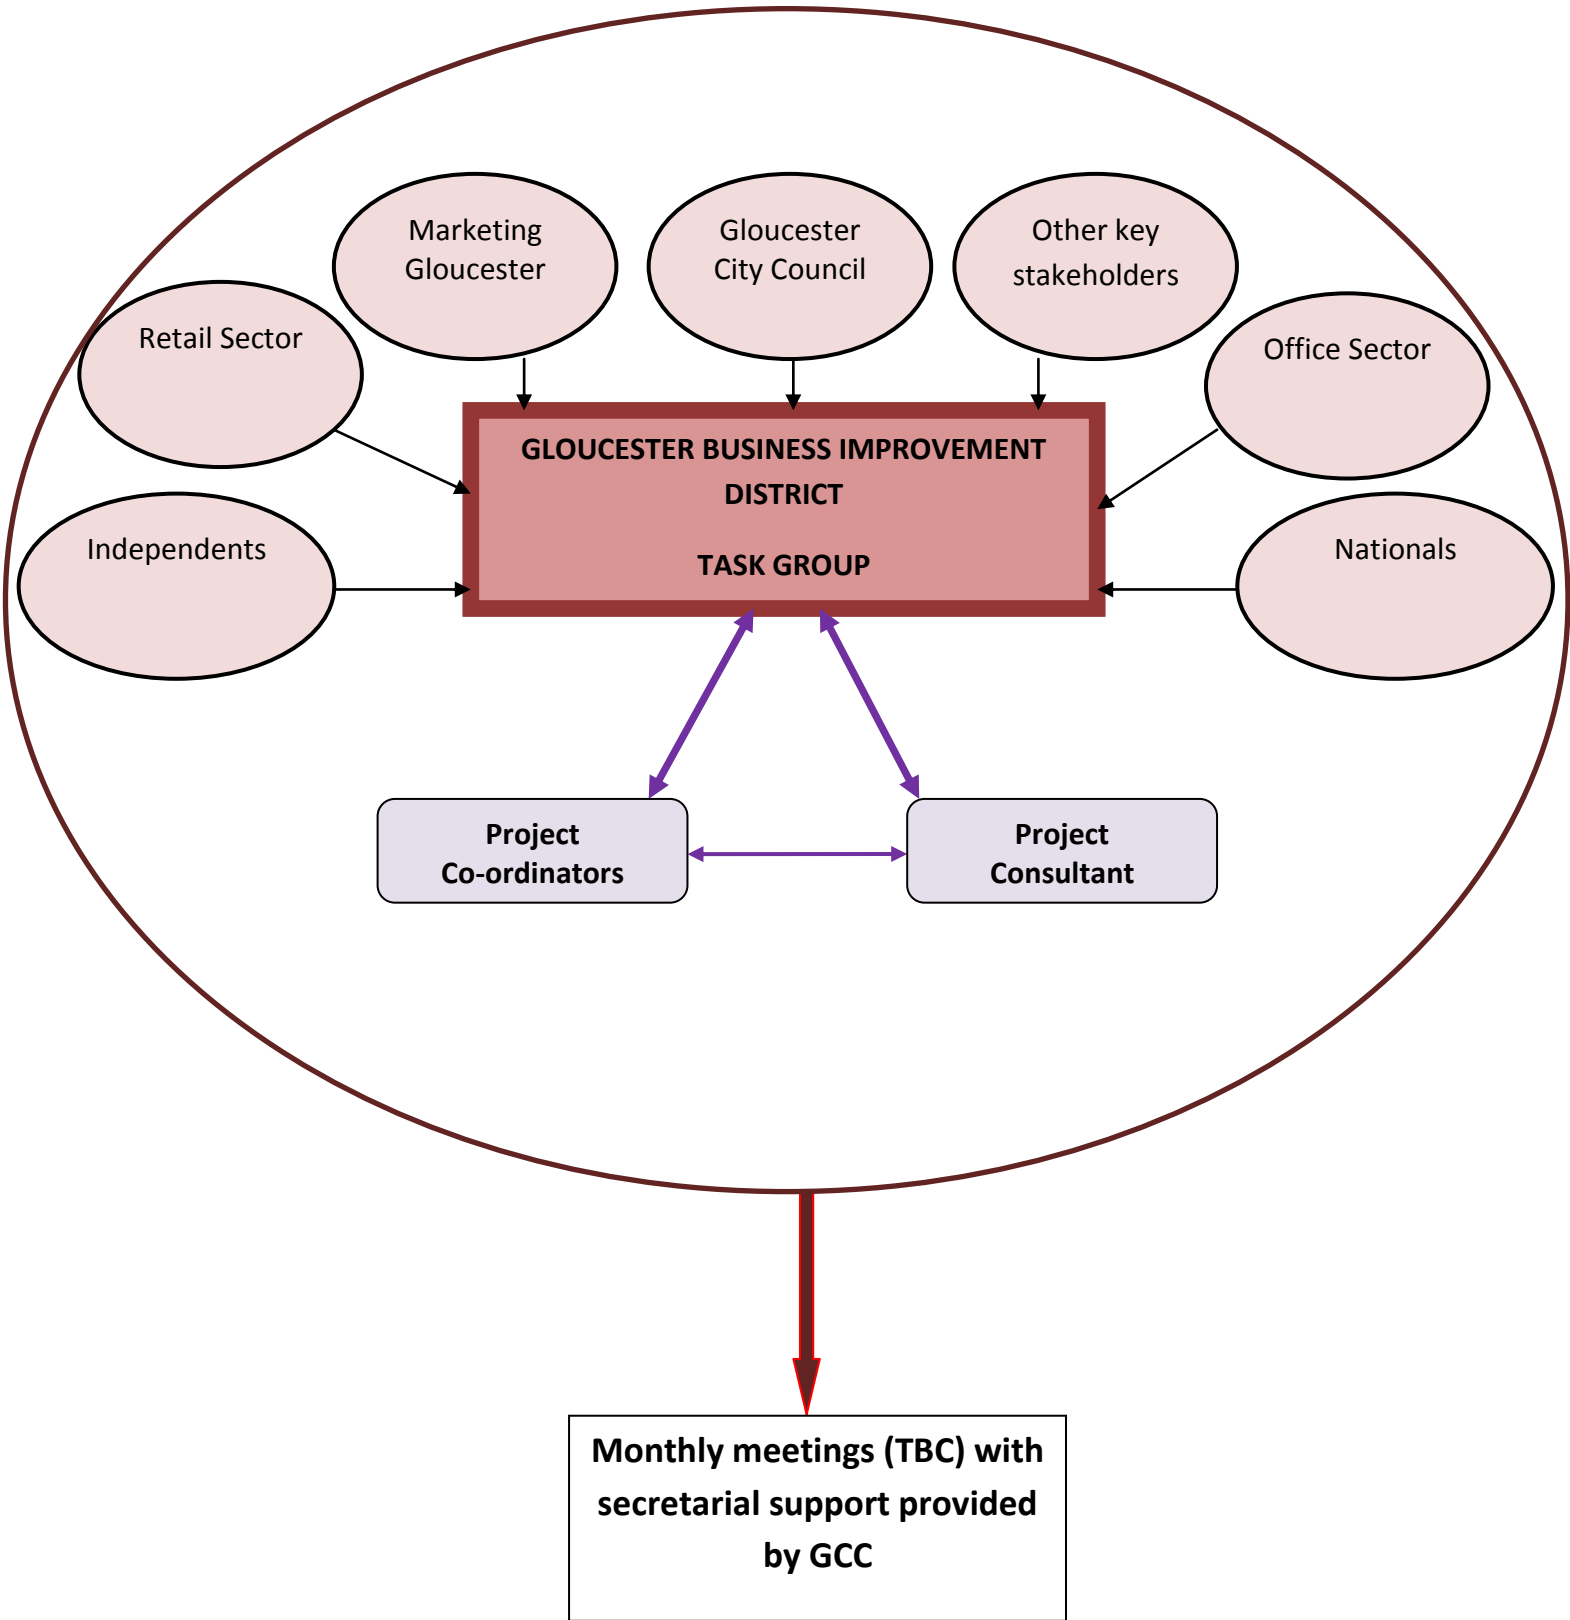 Marketing
Gloucester
Gloucester
City Council
Other key
stakeholders
Retail Sector
Office Sector
GLOUCESTER BUSINESS IMPROVEMENT
DISTRICT
TASK GROUP
Independents
Nationals
Project
Co-ordinators
Project
Consultant
Monthly meetings (TBC) with
secretarial support provided
by GCC